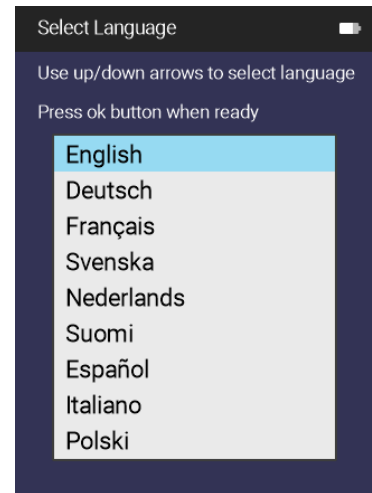 Select Language
Use up/down arrows to select language
Press ok button when ready
English
Deutsch
Français
Svenska
Nederlands
Suomi
Español
Italiano
Polski